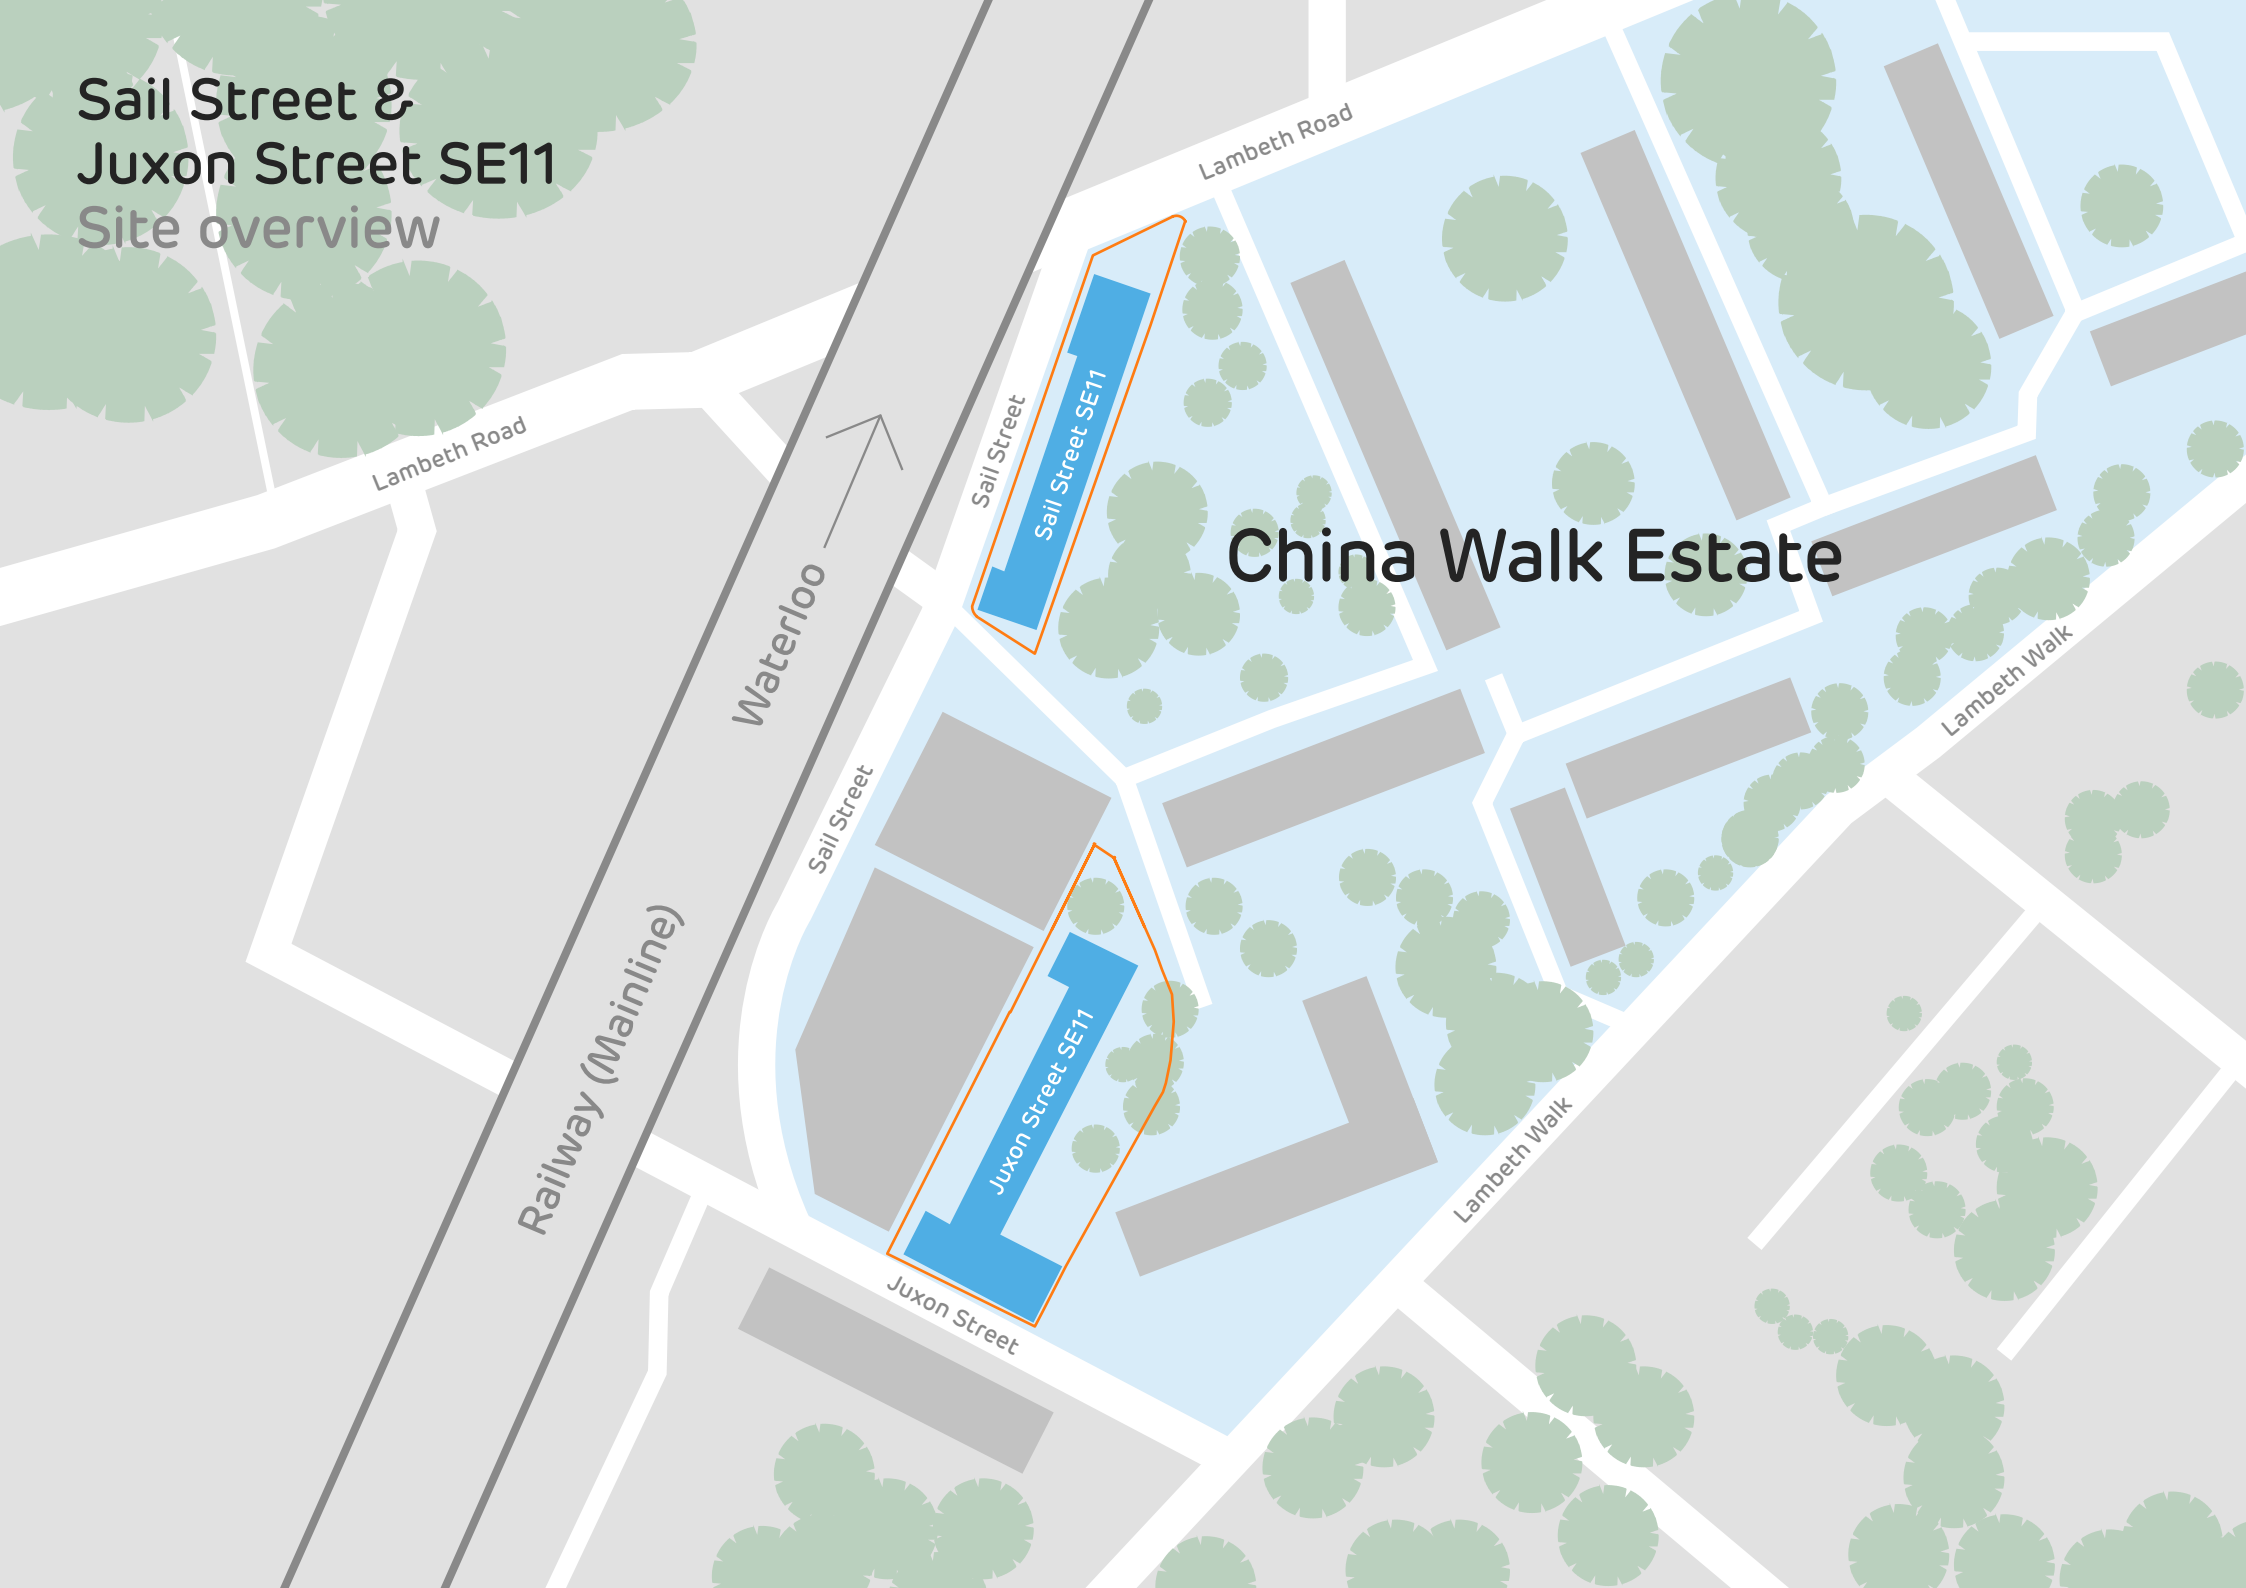 Sail Street &
Juxon Street SE11
Site overview
Lambeth Road
Lambeth Road
Sail Street
Sail Street SE11
China Walk Estate
Waterloo
Lambeth Walk
Sail Street
Railway (Mainline)
Juxon Street SE11
Lambeth Walk
Juxon Street